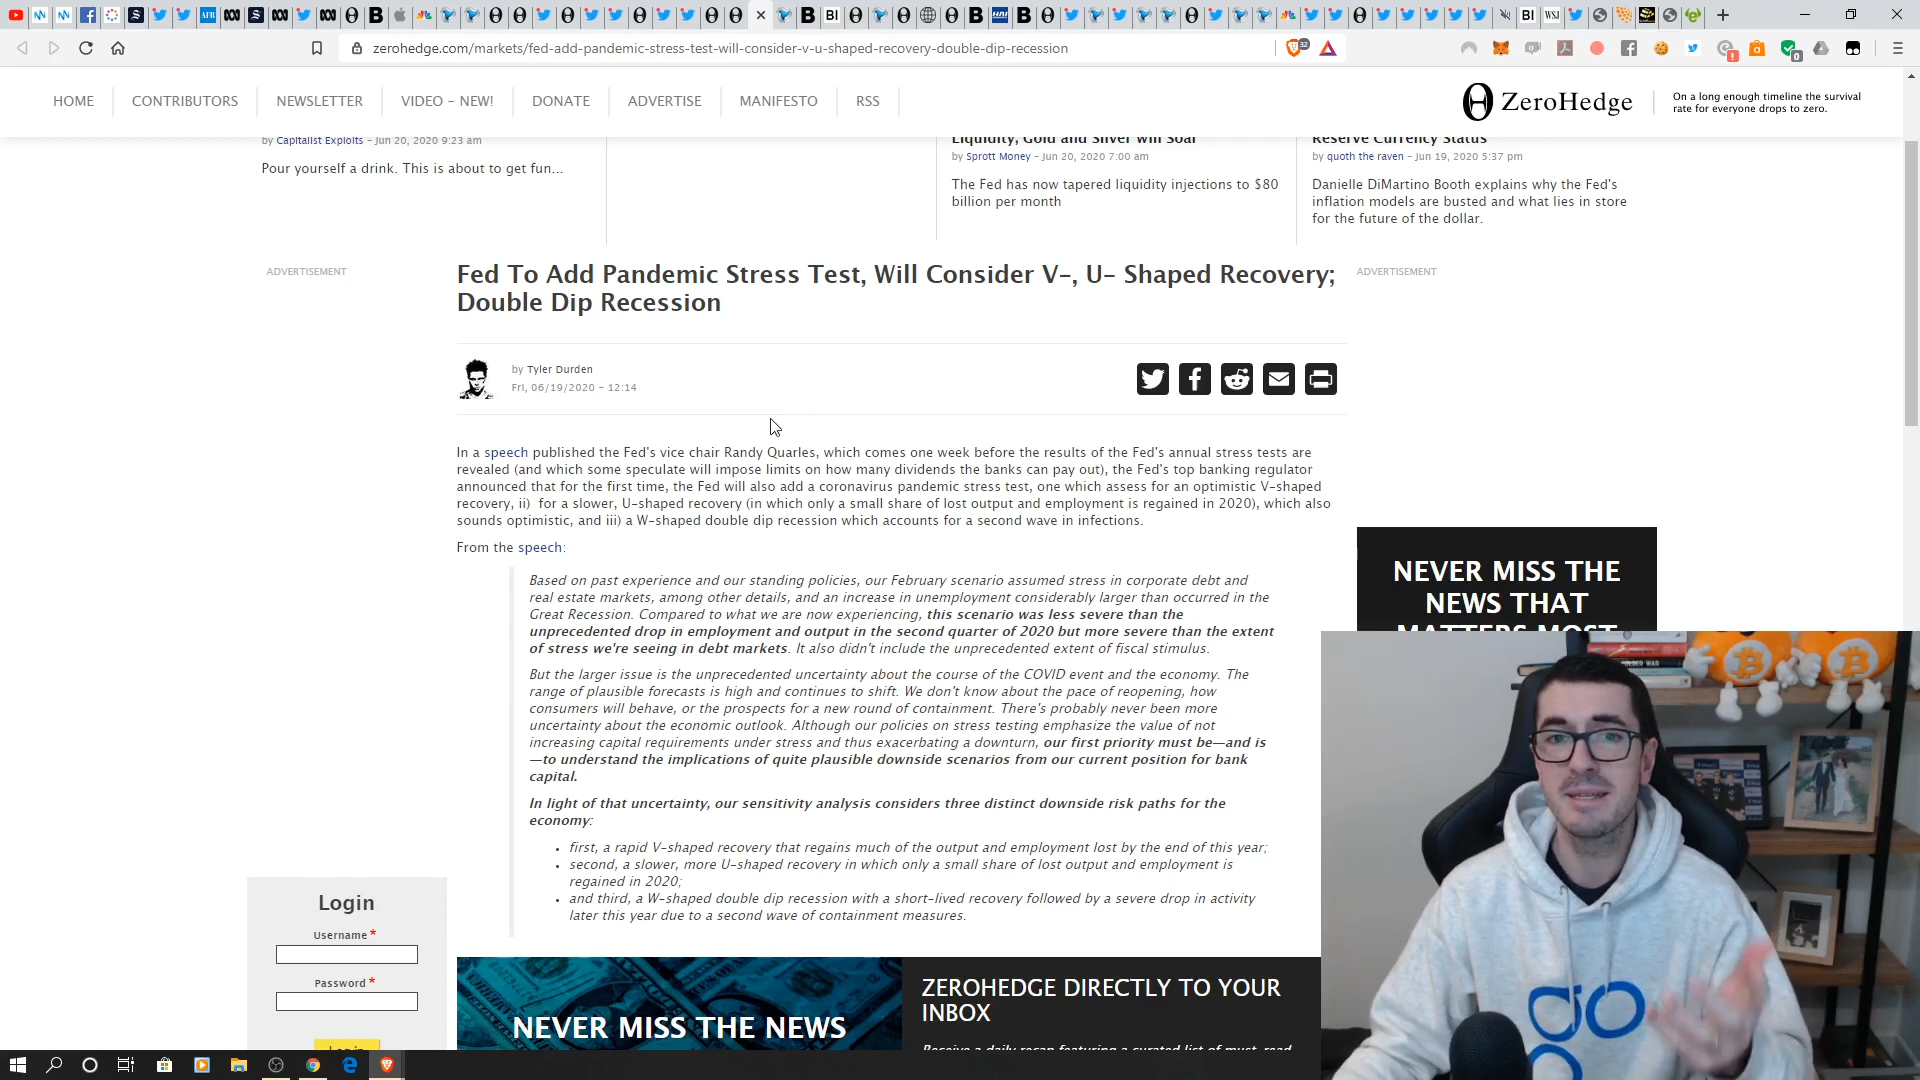 zerohedge.com/markets/fed-add-pandemic-stress-test-will-consider-v-u-shaped-recovery-double-dip-recession
HOME
CONTRIBUTORS
NEWSLETTER
VIDEO - NEW!
DONATE
ADVERTISE
MANIFESTO
RSS
ZeroHedge
On a long enough timeline the survival
rate for everyone drops to zero.
by Capitalist Exploits - Jun 20, 2020 9:23 am
Pour yourself a drink. This is about to get fun...
Liquidity, Gold and Silver Will Soar
by Sprott Money - Jun 20, 2020 7:00 am
The Fed has now tapered liquidity injections to $80
billion per month
Reserve Currency Status
by quoth the raven - Jun 19, 2020 5:37 pm
Danielle DiMartino Booth explains why the Fed's
inflation models are busted and what lies in store
for the future of the dollar.
ADVERTISEMENT
Fed To Add Pandemic Stress Test, Will Consider V-, U- Shaped Recovery;
Double Dip Recession
ADVERTISEMENT
by Tyler Durden
Fri, 06/19/2020 - 12:14
In a speech published the Fed's vice chair Randy Quarles, which comes one week before the results of the Fed's annual stress tests are
revealed (and which some speculate will impose limits on how many dividends the banks can pay out), the Fed's top banking regulator
announced that for the first time, the Fed will also add a coronavirus pandemic stress test, one which assess for an optimistic V-shaped
recovery, ii) for a slower, U-shaped recovery (in which only a small share of lost output and employment is regained in 2020), which also
sounds optimistic, and iii) a W-shaped double dip recession which accounts for a second wave in infections.
From the speech:
Based on past experience and our standing policies, our February scenario assumed stress in corporate debt and
real estate markets, among other details, and an increase in unemployment considerably larger than occurred in the
Great Recession. Compared to what we are now experiencing, this scenario was less severe than the
unprecedented drop in employment and output in the second quarter of 2020 but more severe than the extent
of stress we're seeing in debt markets. It also didn't include the unprecedented extent of fiscal stimulus.
But the larger issue is the unprecedented uncertainty about the course of the COVID event and the economy. The
range of plausible forecasts is high and continues to shift. We don't know about the pace of reopening, how
consumers will behave, or the prospects for a new round of containment. There's probably never been more
uncertainty about the economic outlook. Although our policies on stress testing emphasize the value of not
increasing capital requirements under stress and thus exacerbating a downturn, our first priority must be—and is
—to understand the implications of quite plausible downside scenarios from our current position for bank
capital.
In light of that uncertainty, our sensitivity analysis considers three distinct downside risk paths for the
economy:
• first, a rapid V-shaped recovery that regains much of the output and employment lost by the end of this year;
• second, a slower, more U-shaped recovery in which only a small share of lost output and employment is
regained in 2020;
• and third, a W-shaped double dip recession with a short-lived recovery followed by a severe drop in activity
later this year due to a second wave of containment measures.
NEVER MISS THE
NEWS THAT
MATTERS MOST
Login
Username *
Password *
Log in
NEVER MISS THE NEWS
ZEROHEDGE DIRECTLY TO YOUR
INBOX
Receive a daily recap featuring a curated list of must-read